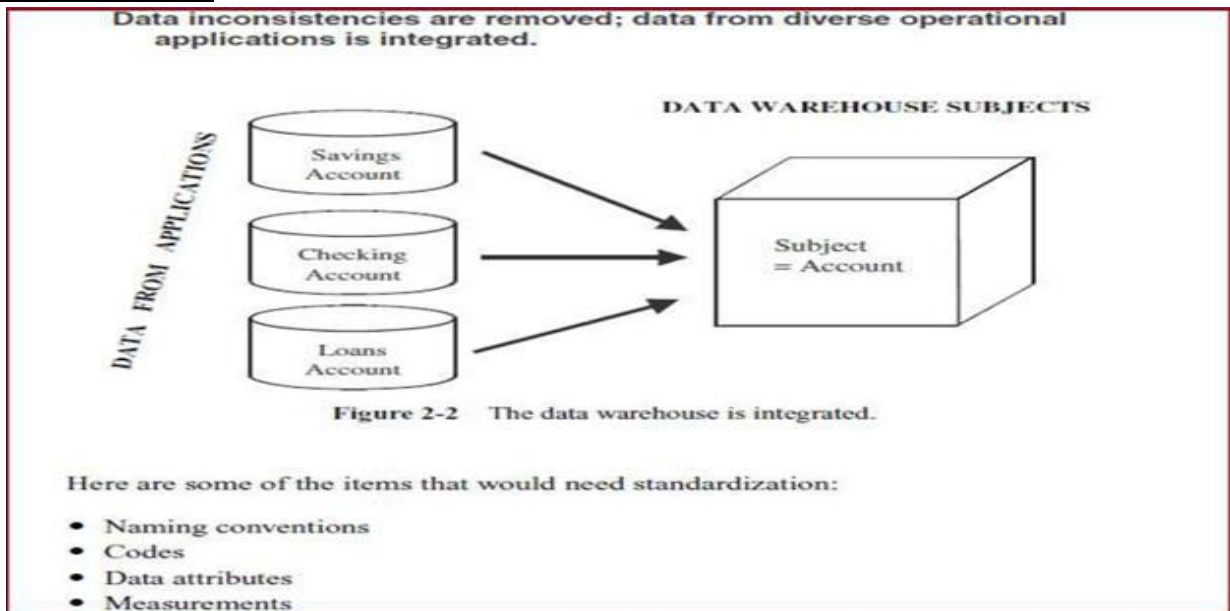 Data inconsistencies are removed; data from diverse operational
applications is integrated.
DATA WAREHOUSE SUBJECTS
DATA FROM APPLICATIONS
Savings
Account
Checking
Account
Loans
Account
Subject
= Account
Figure 2-2 The data warehouse is integrated.
Here are some of the items that would need standardization:
• Naming conventions
• Codes
• Data attributes
• Measurements